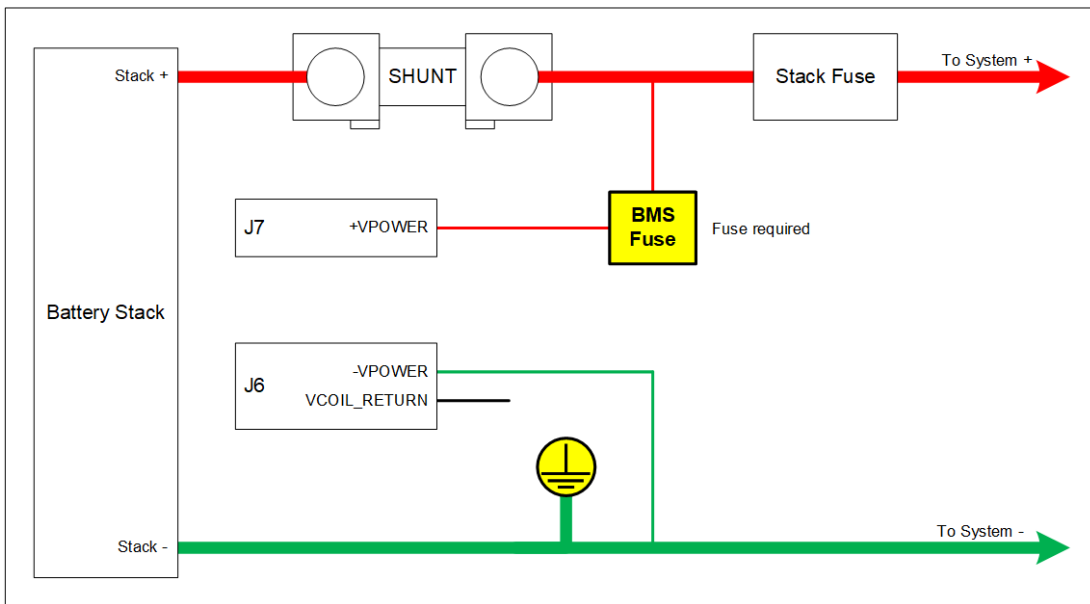 Stack +
SHUNT
Stack Fuse
To System +
J7
+VPOWER
BMS
Fuse
Fuse required
Battery Stack
J6
-VPOWER
VCOIL_RETURN
Stack -
To System -